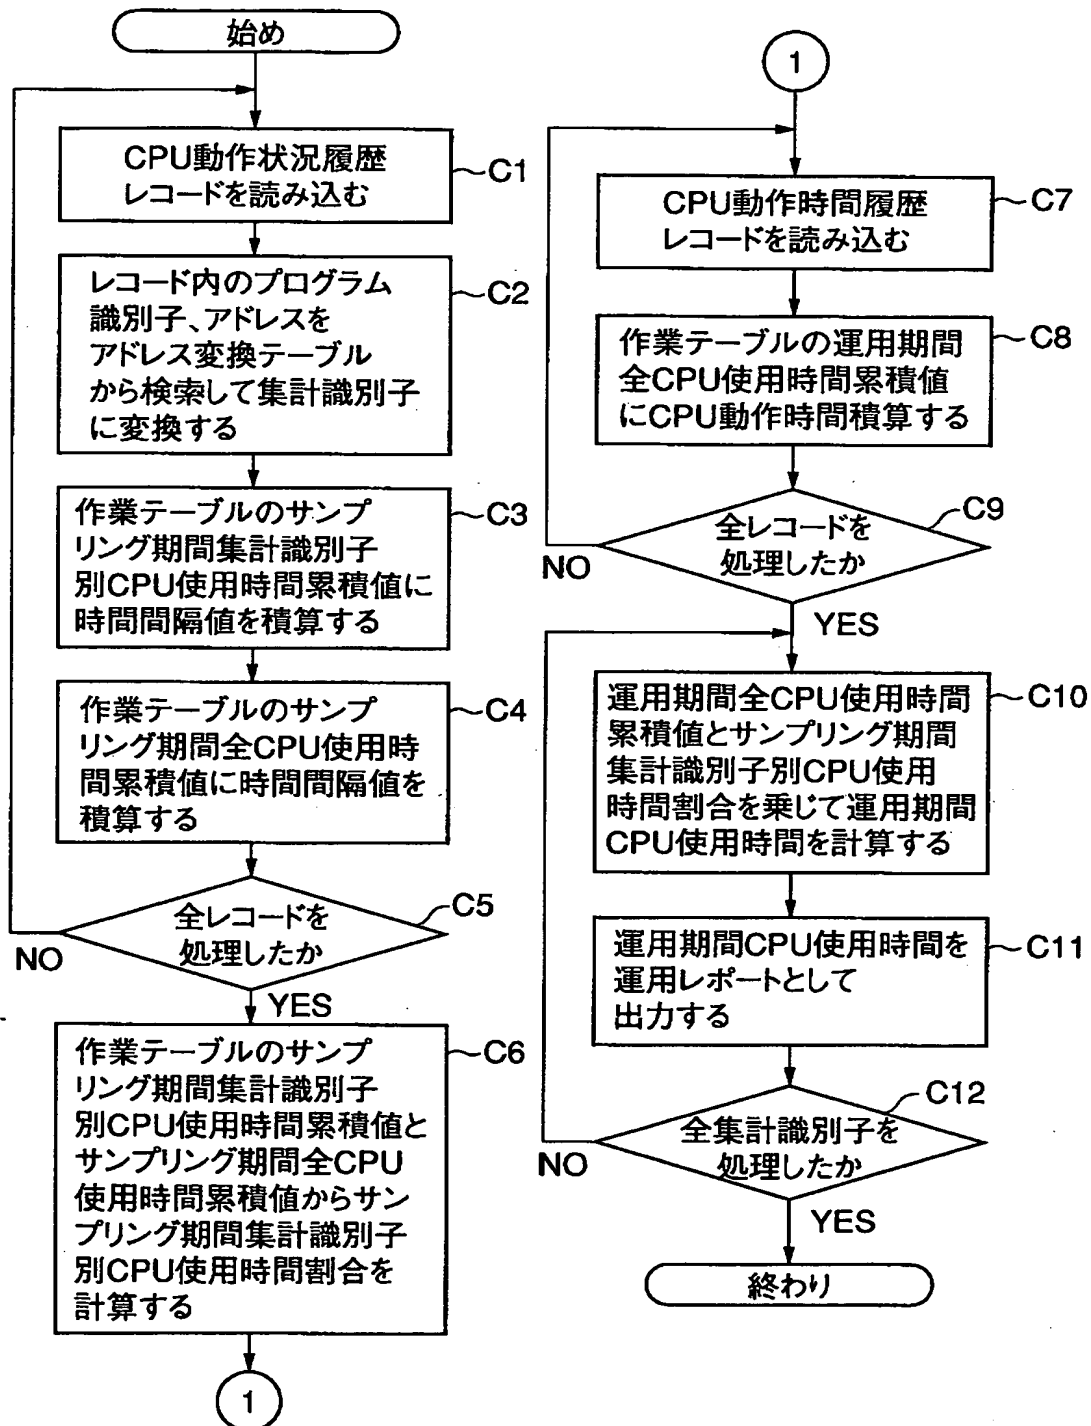 始め
CPU動作状況履歴
レコードを読み込む
C1
レコード内のプログラム
識別子、アドレスを
アドレス変換テーブル
から検索して集計識別子
に変換する
C2
作業テーブルのサンプ
リング期間集計識別子
別CPU使用時間累積値に
時間間隔値を積算する
C3
作業テーブルのサンプ
リング期間全CPU使用時
間累積値に時間間隔値を
積算する
C4
全レコードを
処理したか
C5
NO
YES
作業テーブルのサンプ
リング期間集計識別子
別CPU使用時間累積値と
サンプリング期間全CPU
使用時間累積値からサン
プリング期間集計識別子
別CPU使用時間割合を
計算する
C6
1
1
CPU動作時間履歴
レコードを読み込む
C7
作業テーブルの運用期間
全CPU使用時間累積値
にCPU動作時間積算する
C8
全レコードを
処理したか
C9
NO
YES
運用期間全CPU使用時間
累積値とサンプリング期間
集計識別子別CPU使用
時間割合を乗じて運用期間
CPU使用時間を計算する
C10
運用期間CPU使用時間を
運用レポートとして
出力する
C11
全集計識別子を
処理したか
C12
NO
YES
終わり